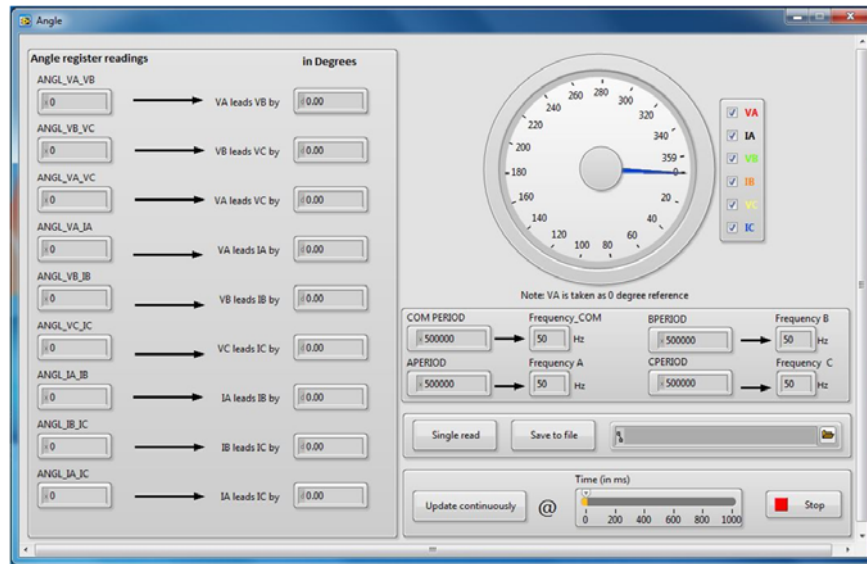 Angle
Angle register readings in Degrees
ANGL_VA_VB
x 0 VA leads VB by d 0.00
ANGL_VB_VC
x 0 VB leads VC by d 0.00
ANGL_VA_VC
x 0 VA leads VC by d 0.00
ANGL_VA_IA
x 0 VA leads IA by d 0.00
ANGL_VB_IB
x 0 VB leads IB by d 0.00
ANGL_VC_IC
x 0 VC leads IC by d 0.00
ANGL_IA_IB
x 0 IA leads IB by d 0.00
ANGL_IB_IC
x 0 IB leads IC by d 0.00
ANGL_IA_IC
x 0 IA leads IC by d 0.00
0
20
40
60
80
100
120
140
160
180
200
220
240
260
280
300
320
340
359
VA
IA
VB
IB
VC
IC
Note: VA is taken as 0 degree reference
COM PERIOD Frequency_COM BPERIOD Frequency B
x 500000 50 Hz x 500000 50 Hz
APERIOD Frequency A CPERIOD Frequency C
x 500000 50 Hz x 500000 50 Hz
Single read Save to file
Time (in ms)
Update continuously @ Stop
0 200 400 600 800 1000